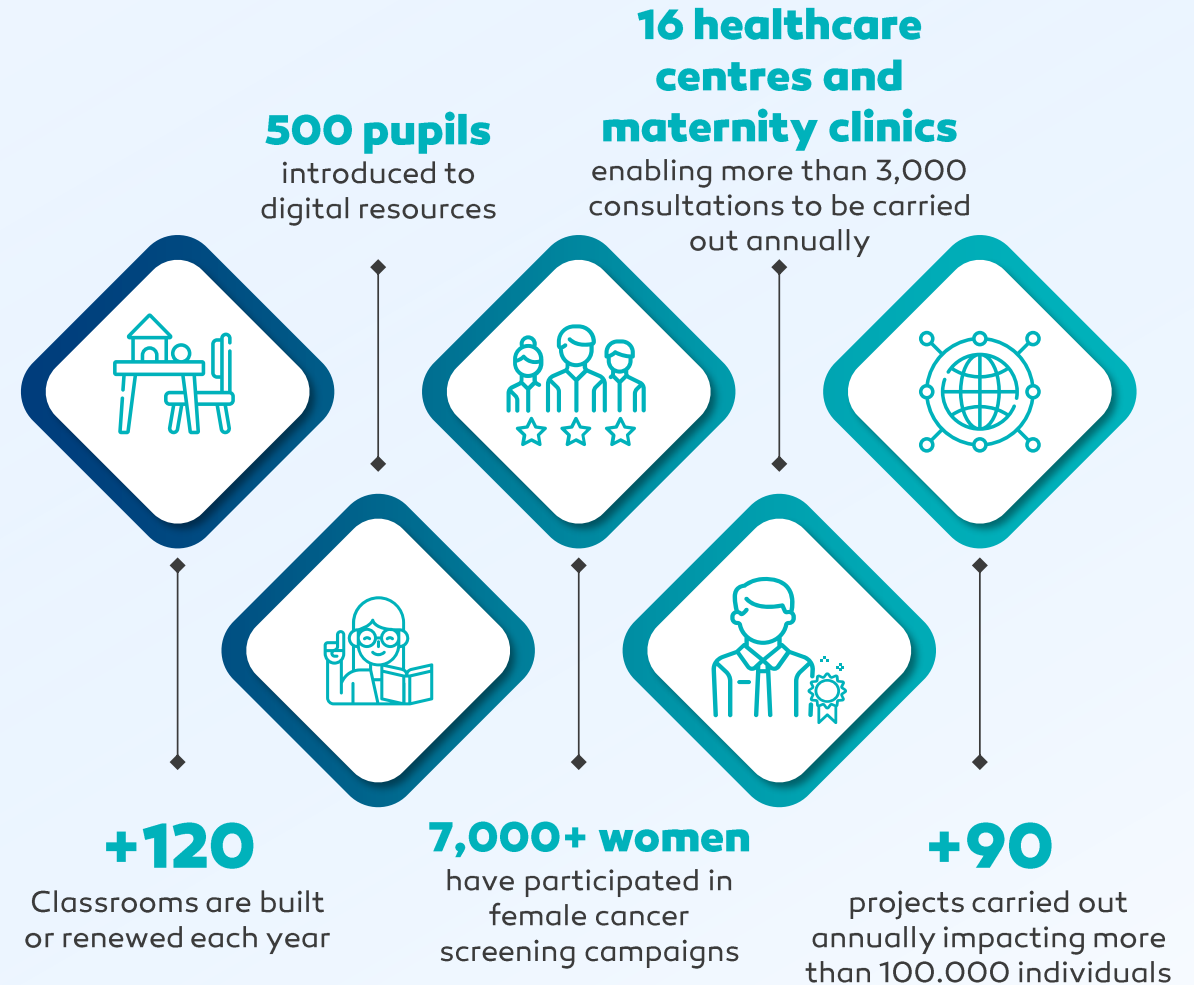 16 healthcare
centres and
maternity clinics
enabling more than 3,000
consultations to be carried
out annually
500 pupils
introduced to
digital resources
+120
Classrooms are built
or renewed each year
7,000+ women
have participated in
female cancer
screening campaigns
+90
projects carried out
annually impacting more
than 100.000 individuals